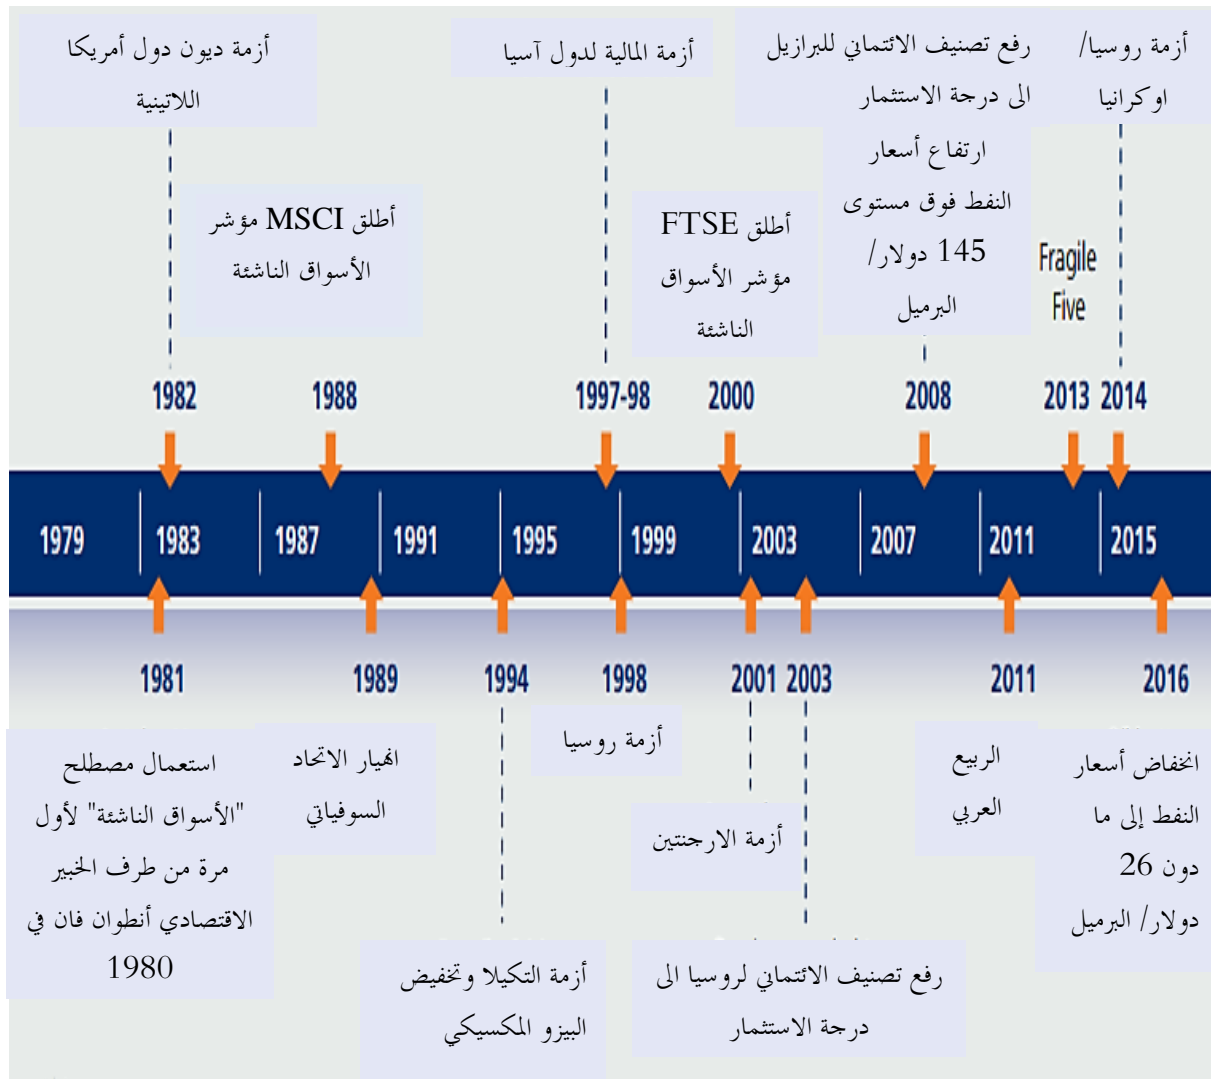 أزمة ديون دول أمريكا
اللاتينية
أطلق MSCI مؤشر
الأسواق الناشئة
أزمة المالية لدول آسيا
أطلق FTSE
مؤشر الأسواق
الناشئة
رفع تصنيف الائتماني للبرازيل
الى درجة الاستثمار
ارتفاع أسعار
النفط فوق مستوى
145 دولار/
البرميل
Fragile
Five
أزمة روسيا/
اوكرانيا
1982
1988
1997-98
2000
2008
2013
2014
1979
1983
1987
1991
1995
1999
2003
2007
2011
2015
1981
1989
1994
1998
2001
2003
2011
2016
استعمال مصطلح
"الأسواق الناشئة" لأول
مرة من طرف الخبير
الاقتصادي أنطوان فان في
1980
انهيار الاتحاد
السوفياتي
أزمة التكيلا وتخفيض
البيزو المكسيكي
أزمة روسيا
أزمة الارجنتين
رفع تصنيف الائتماني لروسيا الى
درجة الاستثمار
الربيع
العربي
انخفاض أسعار
النفط إلى ما
دون 26
دولار/ البرميل